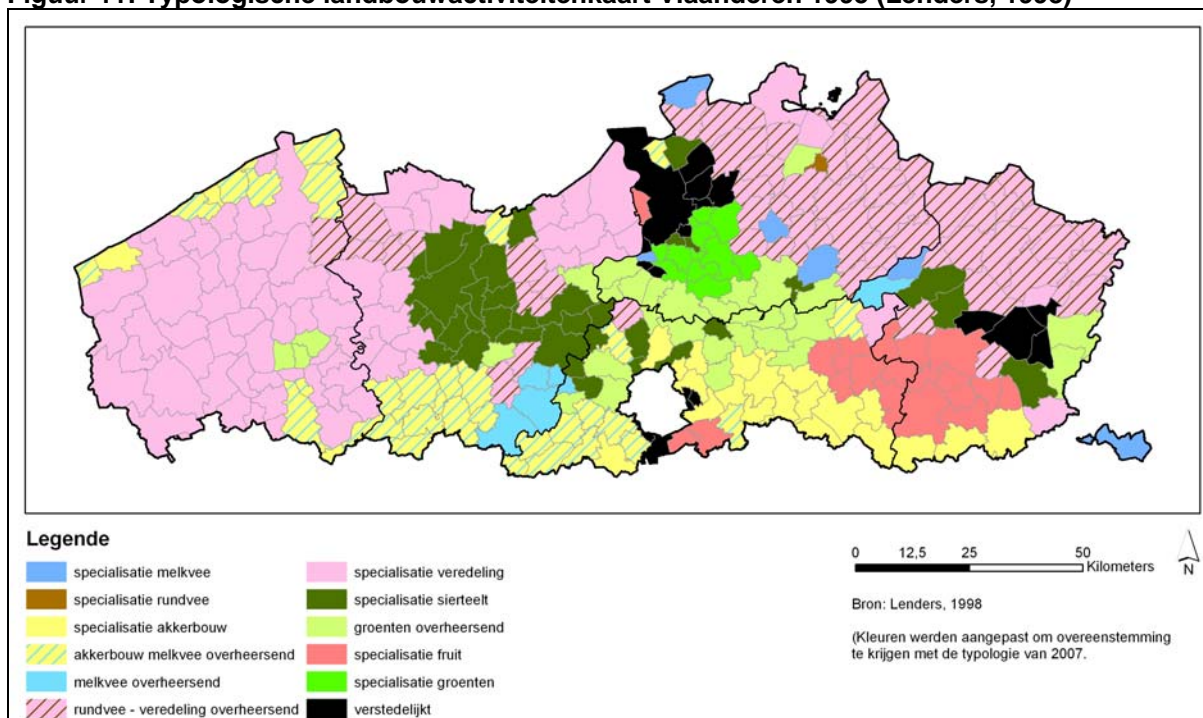 Legende
specialisatie melkvee
specialisatie rundvee
specialisatie akkerbouw
akkerbouw melkvee overheersend
melkvee overheersend
rundvee - veredeling overheersend
specialisatie veredeling
specialisatie sierteelt
groenten overheersend
specialisatie fruit
specialisatie groenten
verstedelijkt
0 12,5 25 50
Kilometers
N
Bron: Lenders, 1998
(Kleuren werden aangepast om overeenstemming
te krijgen met de typologie van 2007.